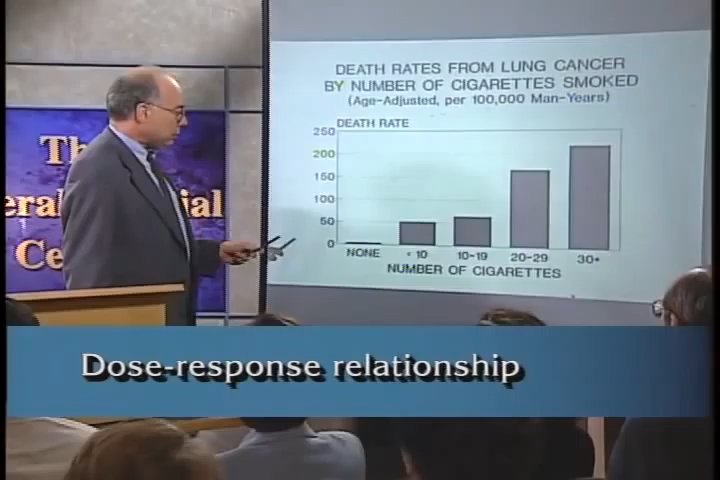 DEATH RATES FROM LUNG CANCER
BY NUMBER OF CIGARETTES SMOKED
(Age-Adjusted, per 100,000 Man-Years)
DEATH RATE
250
200
150
100
50
0
NONE < 10 10-19 20-29 30+
NUMBER OF CIGARETTES
Dose-response relationship